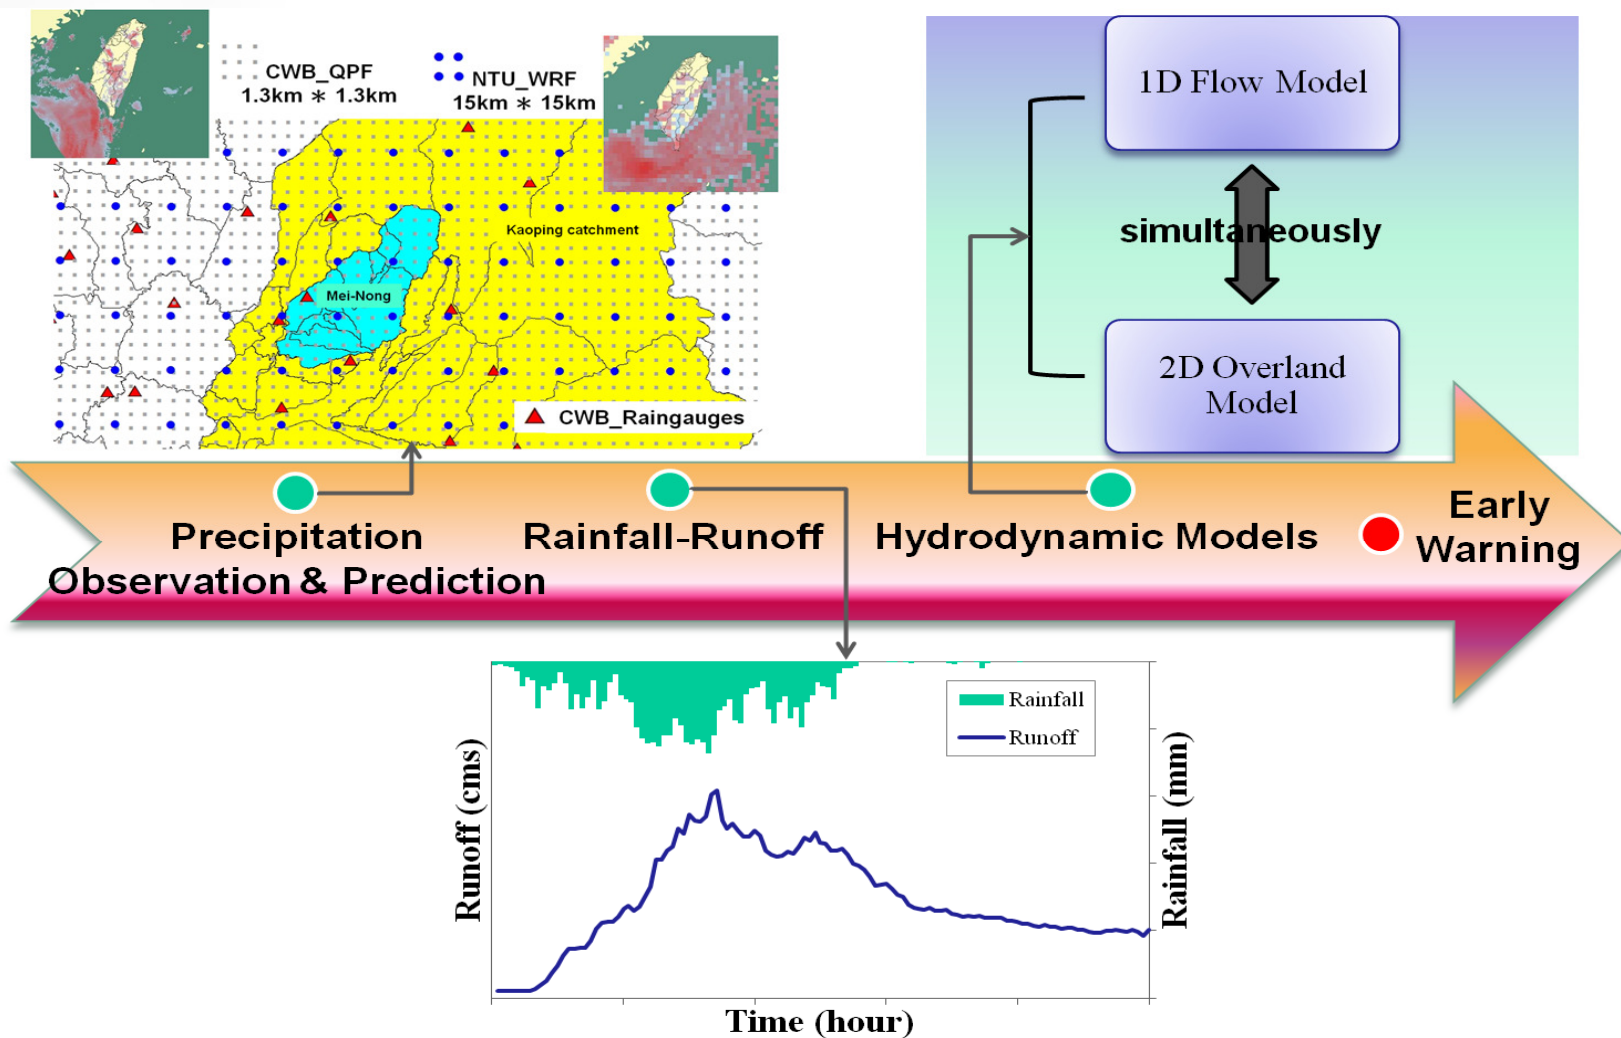 CWB_QPF
1.3km * 1.3km
NTU_WRF
15km * 15km
Kaoping catchment
Mei-Nong
CWB_Raingauges
1D Flow Model
simultaneously
2D Overland
Model
Precipitation
Observation & Prediction
Rainfall-Runoff
Hydrodynamic Models
Early
Warning
Rainfall
Runoff
Runoff (cms)
Rainfall (mm)
Time (hour)